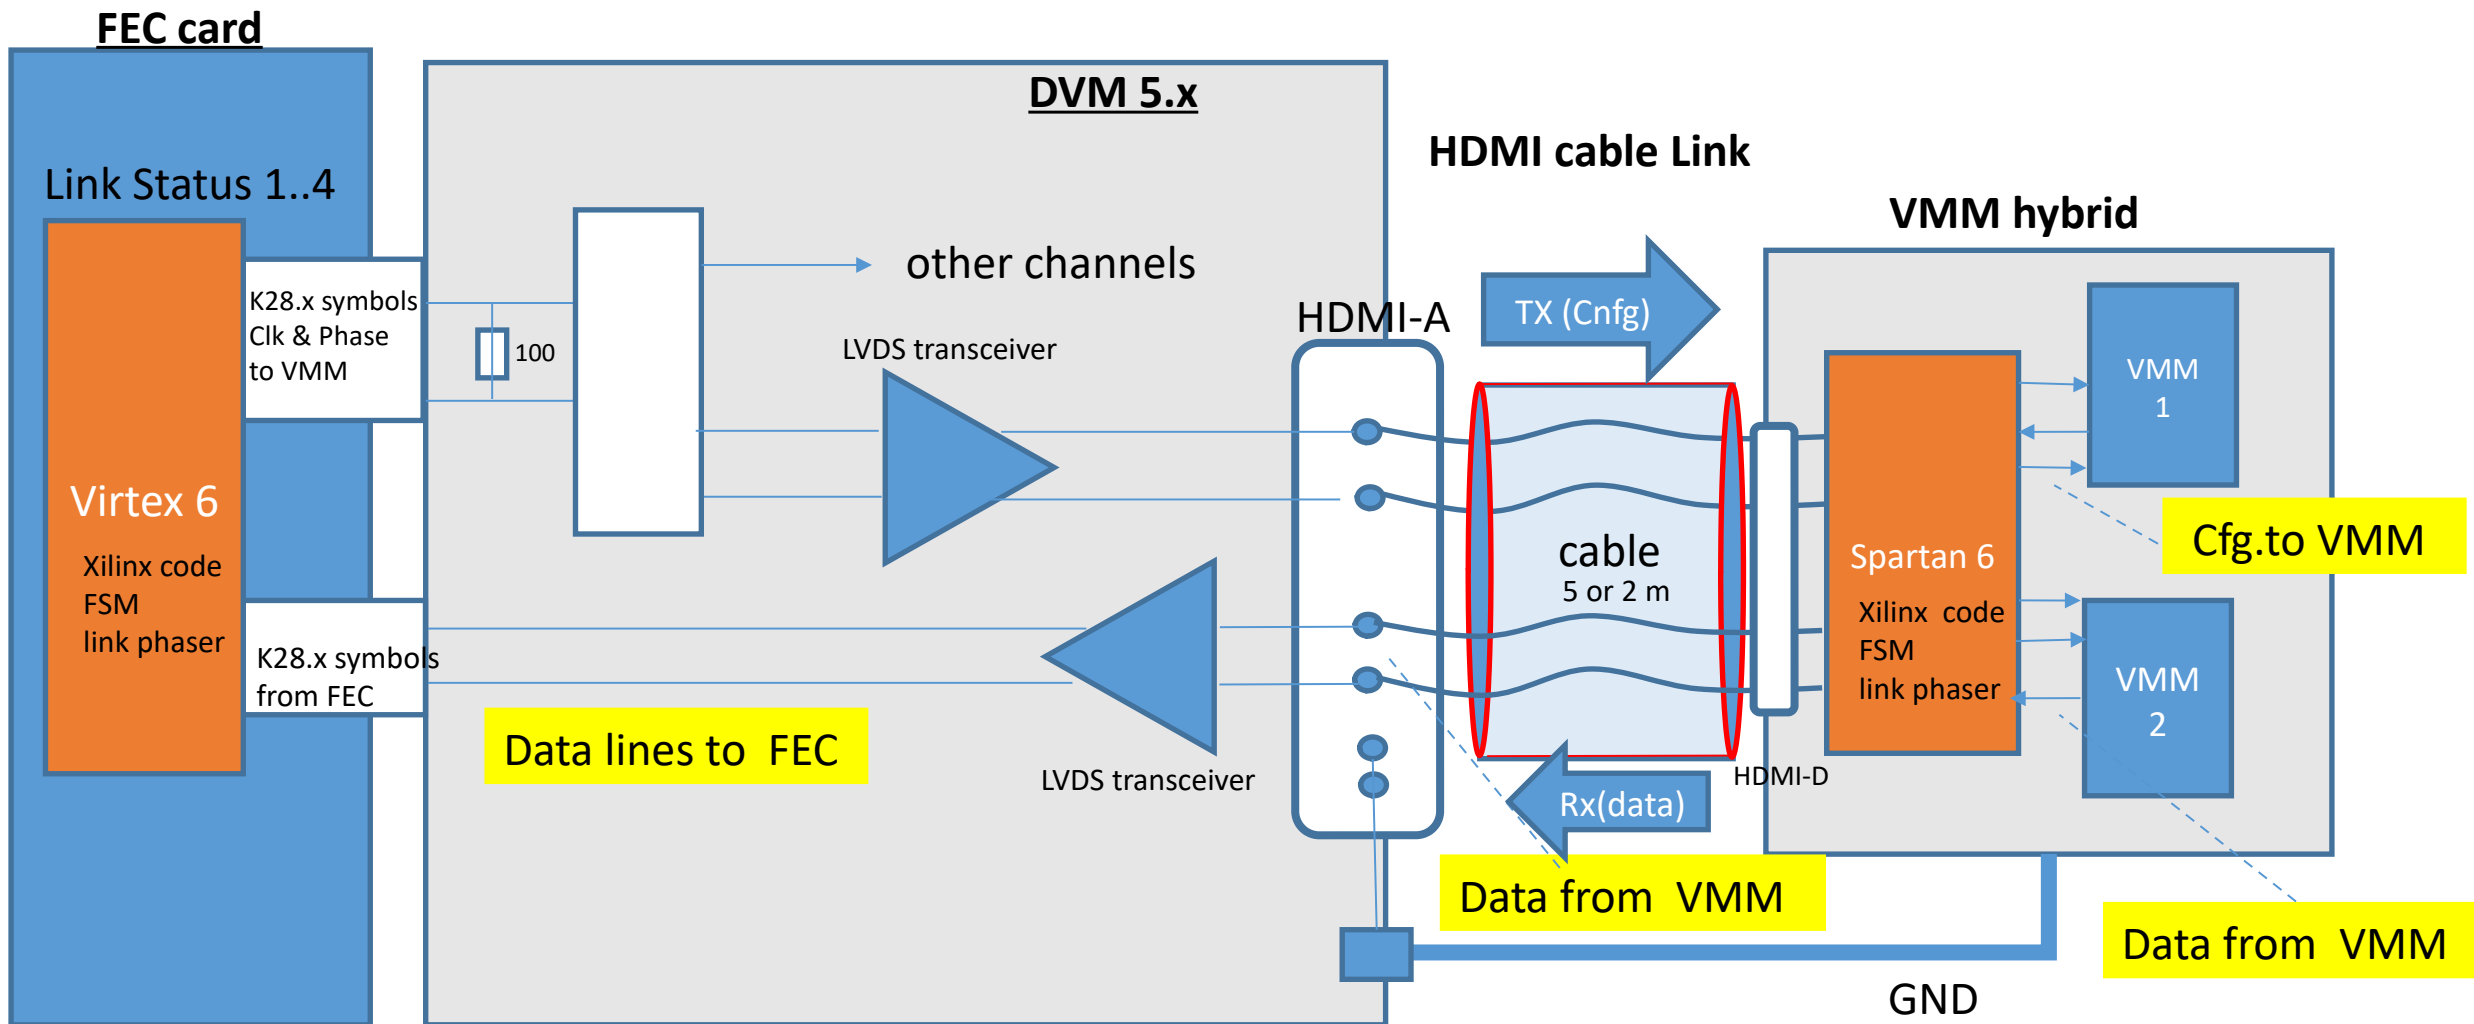 FEC card
Link Status 1..4
K28.x symbols
Clk & Phase
to VMM
Virtex 6
Xilinx code
FSM
link phaser
K28.x symbols
from FEC
DVM 5.x
100
other channels
LVDS transceiver
Data lines to  FEC
LVDS transceiver
HDMI-A
HDMI cable Link
TX (Cnfg)
cable
5 or 2 m
Rx(data)
HDMI-D
Data from  VMM
VMM hybrid
Spartan 6
Xilinx  code
FSM
link phaser
VMM
1
Cfg.to VMM
VMM
2
Data from  VMM
GND